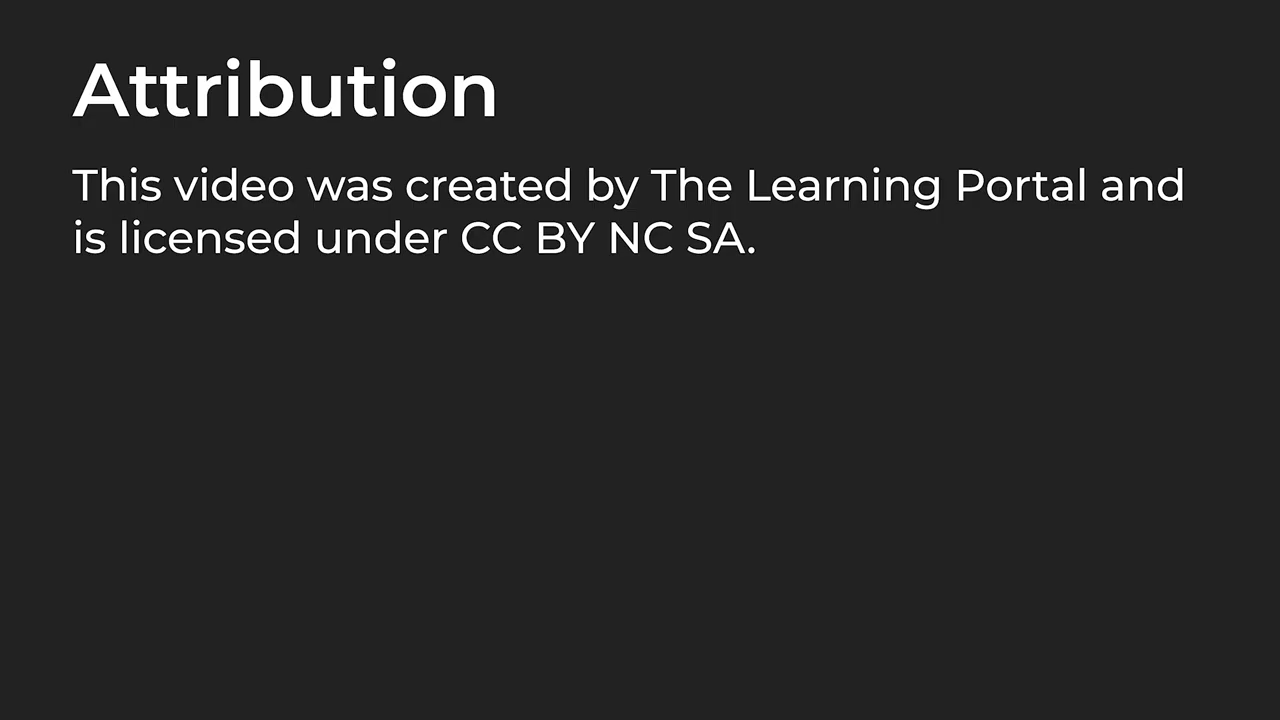 Attribution
This video was created by The Learning Portal and
is licensed under CC BY NC SA.